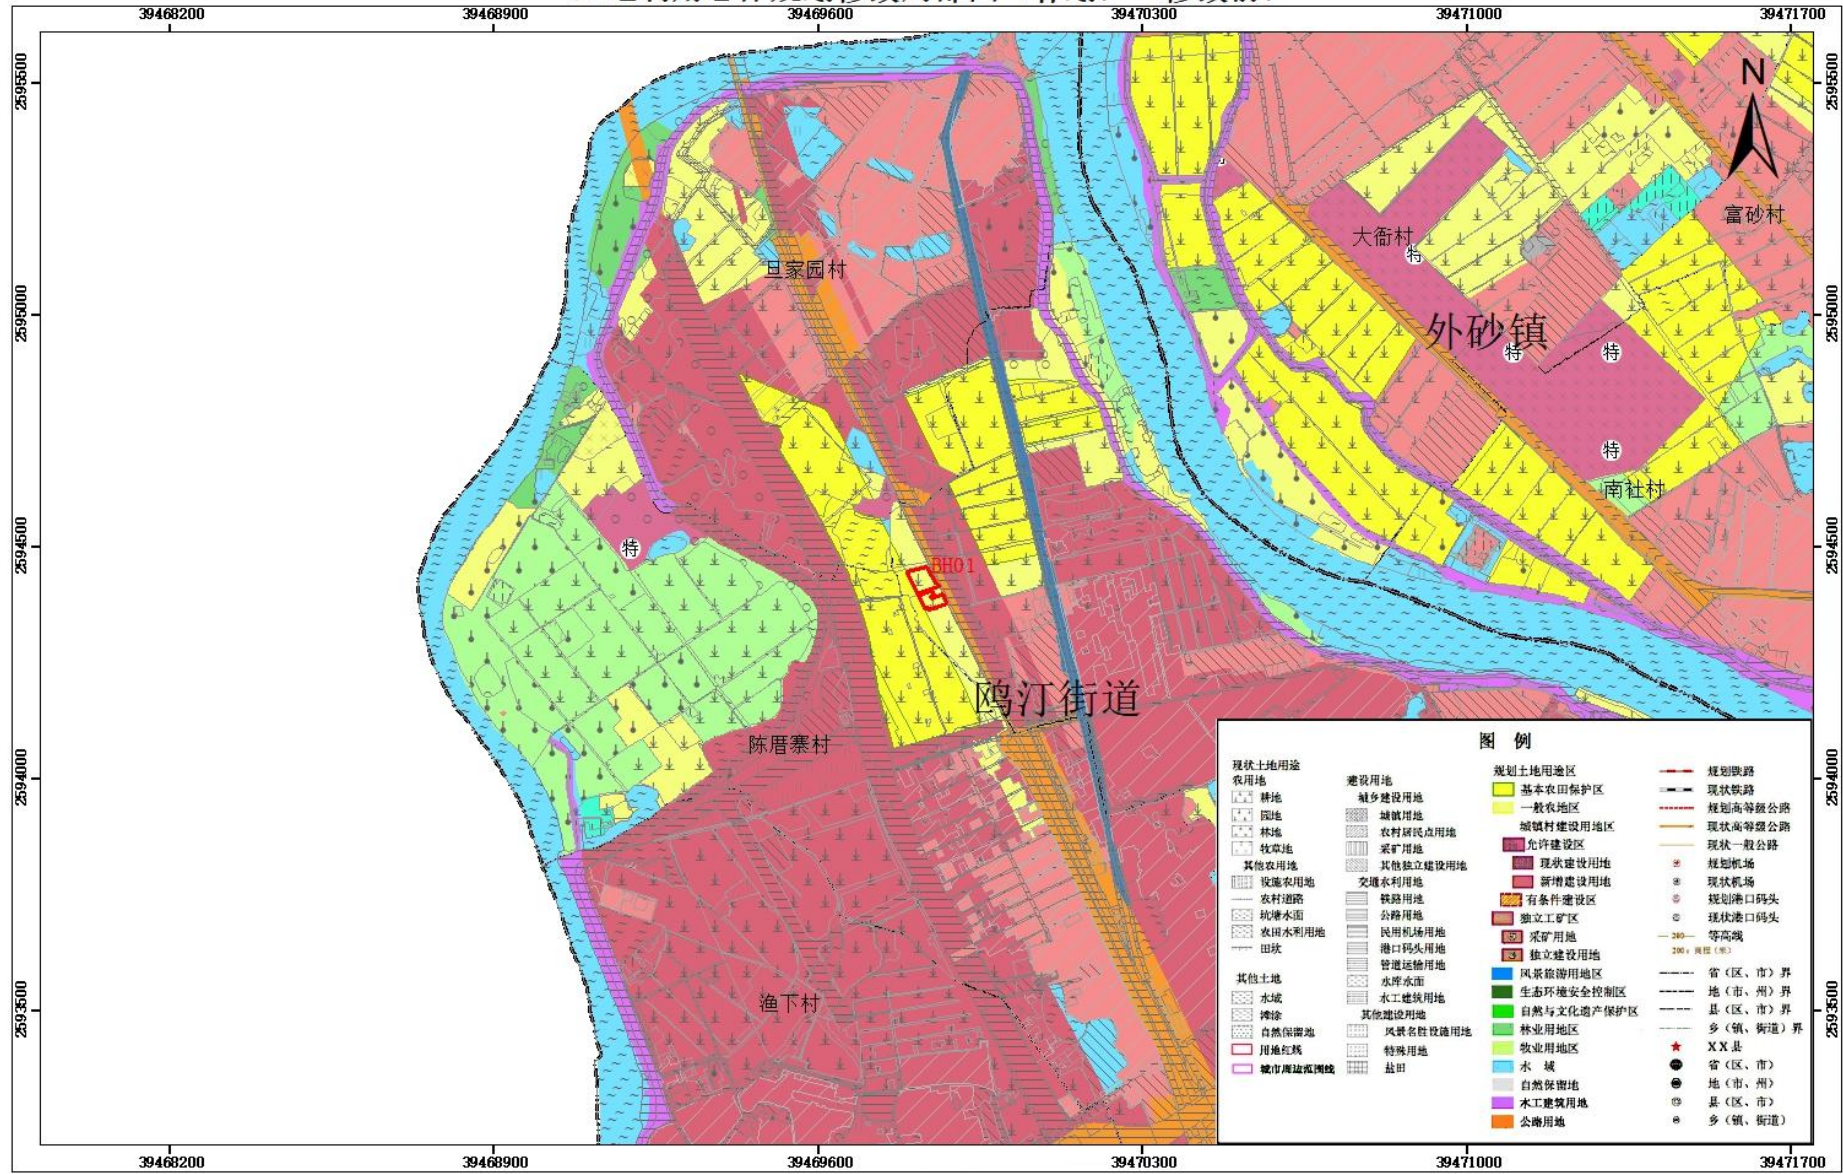 39468200 39468900 39469600 39470300 39471000 39471700
2595500
2595500
N
富砂村
大衙村
特
旦家园村
2595000
2595000
外砂镇
特 特
特
南社村
2594500
2594500
特
BH01
鸥汀街道
陈厝寨村
2594000
2594000
渔下村
2593500
2593500
图 例
现状土地用途
农用地
耕地
园地
林地
牧草地
其他农用地
设施农用地
农村道路
坑塘水面
农田水利用地
田坎
其他土地
水域
滩涂
自然保留地
用地红线
城市周边范围线
建设用地
城乡建设用地
城镇用地
农村居民点用地
采矿用地
其他独立建设用地
交通水利用地
铁路用地
公路用地
民用机场用地
港口码头用地
管道运输用地
水库水面
水工建筑用地
其他建设用地
风景名胜设施用地
特殊用地
盐田
规划土地用途区
基本农田保护区
一般农地区
城镇村建设用地区
允许建设区
现状建设用地
新增建设用地
有条件建设区
独立工矿区
采矿用地
独立建设用地
风景旅游用地区
生态环境安全控制区
自然与文化遗产保护区
林业用地区
牧业用地区
水 域
自然保留地
水工建筑用地
公路用地
规划铁路
现状铁路
规划高等级公路
现状高等级公路
现状一般公路
规划机场
现状机场
规划港口码头
现状港口码头
200 等高线
省（区、市）界
地（市、州）界
县（区、市）界
乡（镇、街道）界
XX县
省（区、市）
地（市、州）
县（区、市）
乡（镇、街道）
39468200 39468900 39469600 39470300 39471000 39471700